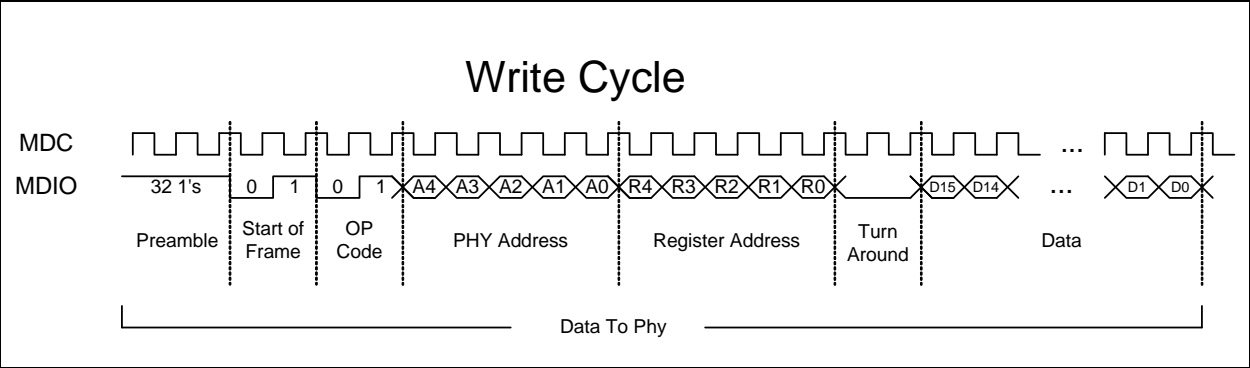 Write Cycle
MDC
...
MDIO 32 1's 0 1 0 1 A4 A3 A2 A1 A0 R4 R3 R2 R1 R0 D15 D14 ... D1 D0
Preamble
Start of
Frame
OP
Code
PHY Address
Register Address
Turn
Around
Data
Data To Phy